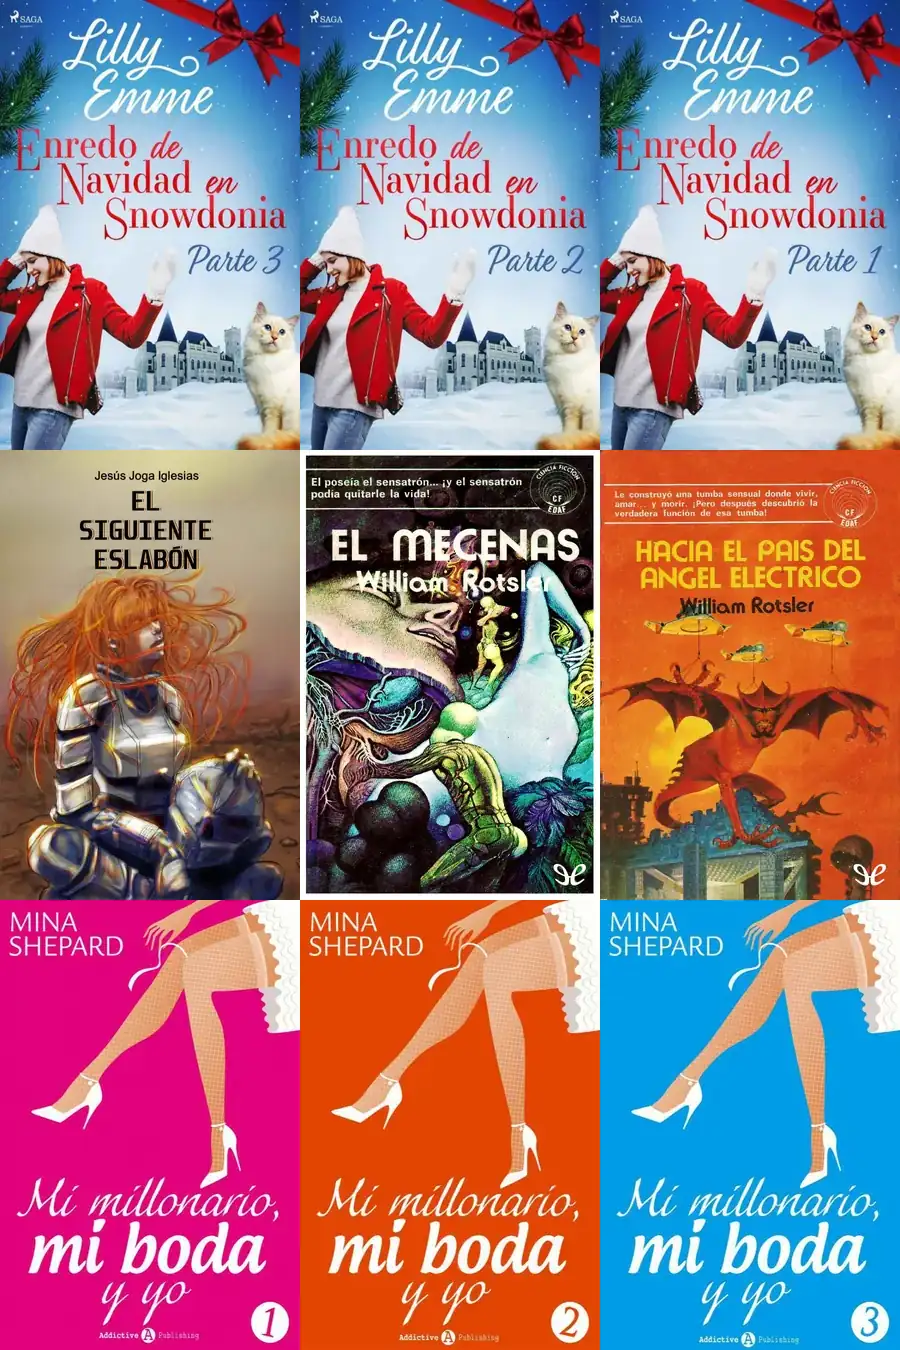 SAGA
Lilly
Emme
Enredo de
Navidad en
Snowdonia
Parte 3
SAGA
Lilly
Emme
Enredo de
Navidad en
Snowdonia
Parte 2
SAGA
Lilly
Emme
Enredo de
Navidad en
Snowdonia
Parte 1
Jesús Joga Iglesias
EL
SIGUIENTE
ESLABÓN
El poseía el sensatrón... ¡y el sensatrón
podía quitarle la vida!
CIENCIA FICCION
CF
EDAF
EL MECENAS
William Rotsler
Le construyó una tumba sensual donde vivir,
amar... y morir. ¡Pero después descubrió la
verdadera función de esa tumba!
CIENCIA FICCION
CF
EDAF
HACIA EL PAIS DEL
ANGEL ELECTRICO
William Rotsler
MINA
SHEPARD
Mi millonario,
mi boda
y yo
1
Addictive A Publishing
MINA
SHEPARD
Mi millonario,
mi boda
y yo
2
Addictive A Publishing
MINA
SHEPARD
Mi millonario,
mi boda
y yo
3
Addictive A Publishing